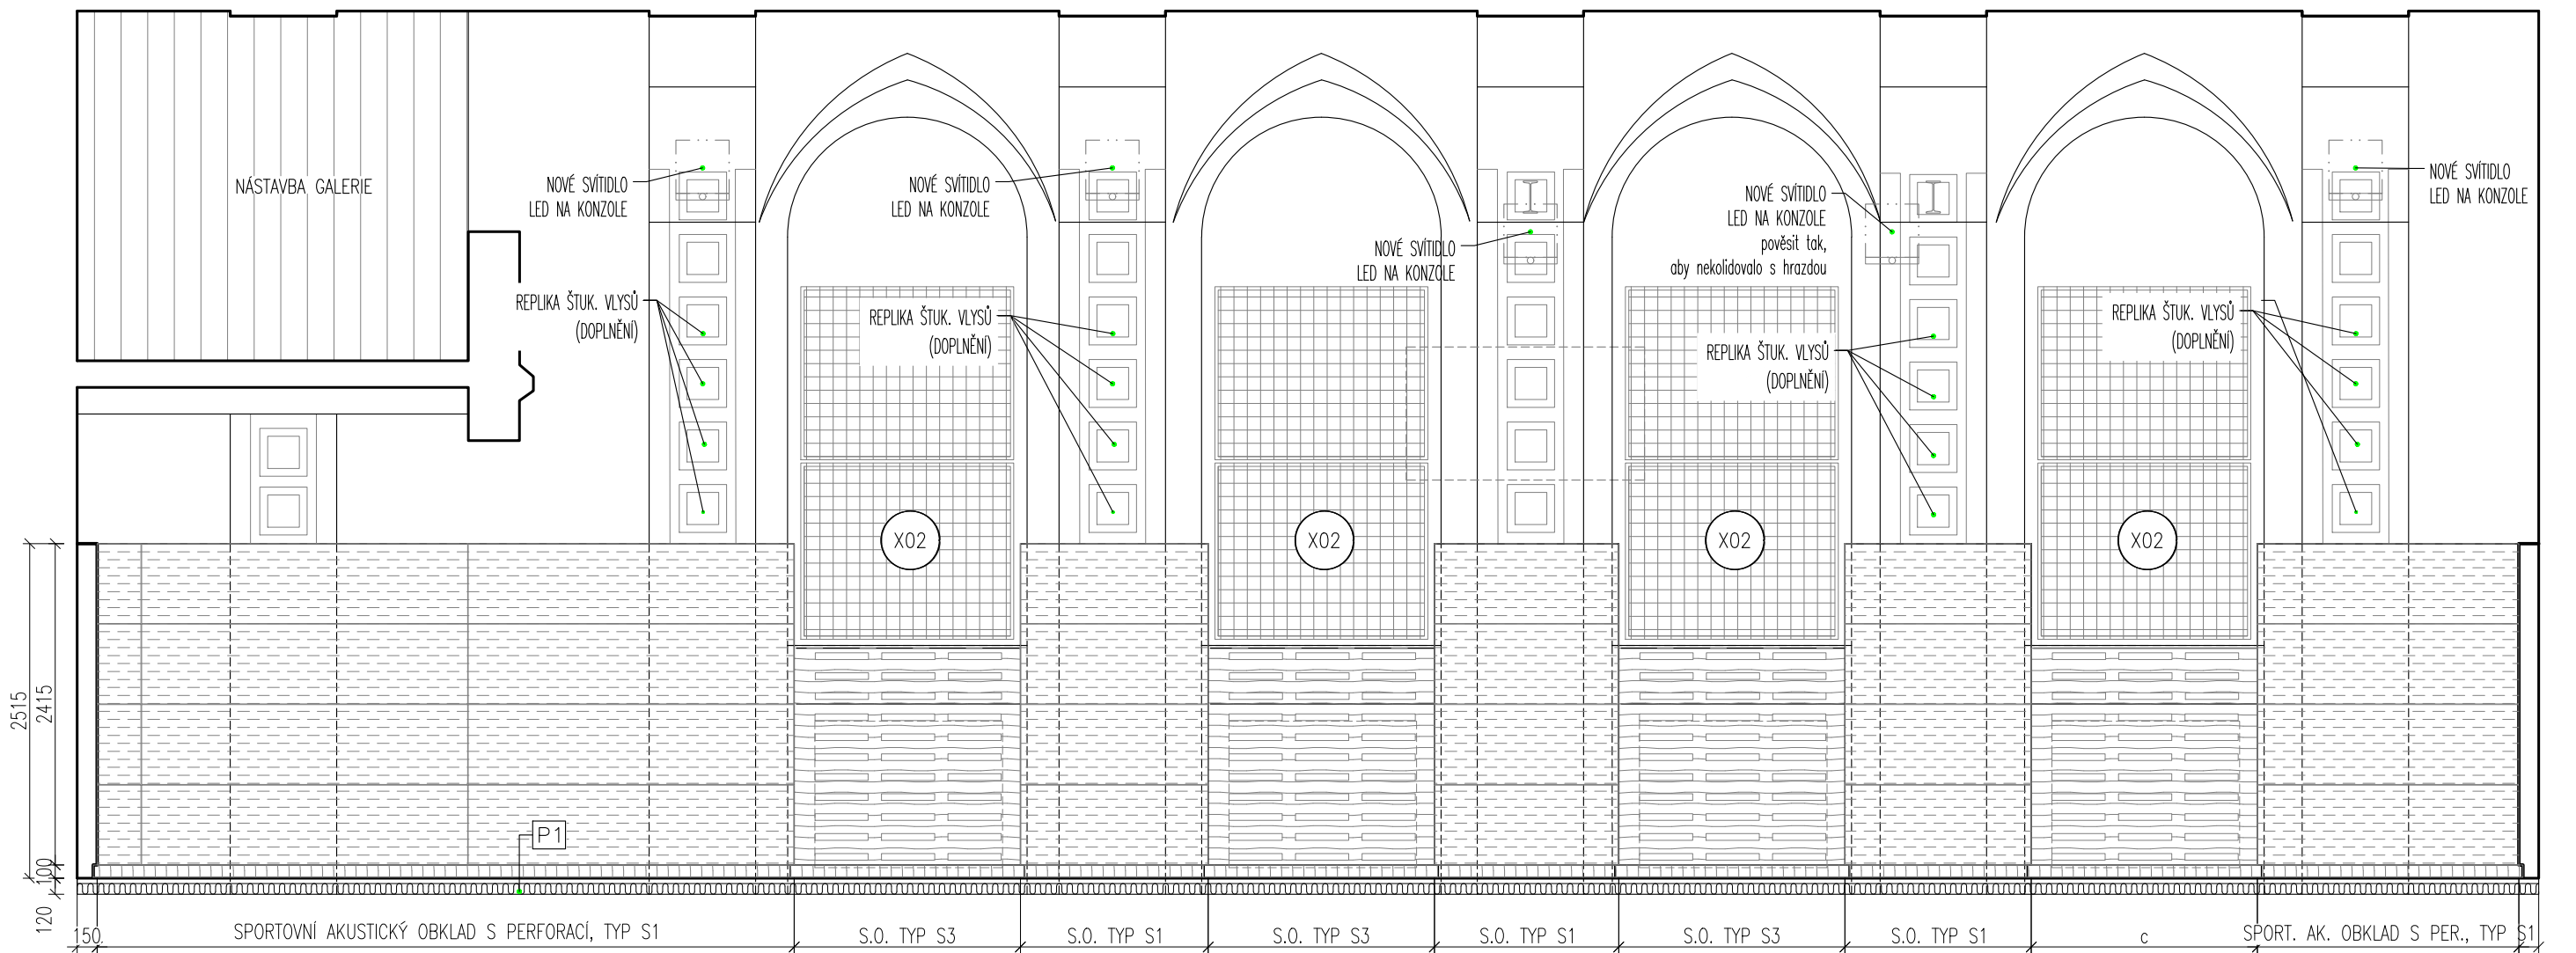 NÁSTAVBA GALERIE
NOVÉ SVÍTIDLO
LED NA KONZOLE
NOVÉ SVÍTIDLO
LED NA KONZOLE
NOVÉ SVÍTIDLO
LED NA KONZOLE
NOVÉ SVÍTIDLO
LED NA KONZOLE
pověsit tak,
aby nekolidovalo s hrazdou
NOVÉ SVÍTIDLO
LED NA KONZOLE
REPLIKA ŠTUK. VLYSŮ
(DOPLNĚNÍ)
REPLIKA ŠTUK. VLYSŮ
(DOPLNĚNÍ)
REPLIKA ŠTUK. VLYSŮ
(DOPLNĚNÍ)
REPLIKA ŠTUK. VLYSŮ
(DOPLNĚNÍ)
X02
X02
X02
X02
2515
2415
100
120
150
P1
SPORTOVNÍ AKUSTICKÝ OBKLAD S PERFORACÍ, TYP S1
S.O. TYP S3
S.O. TYP S1
S.O. TYP S3
S.O. TYP S1
S.O. TYP S3
S.O. TYP S1
c
SPORT. AK. OBKLAD S PER., TYP S1